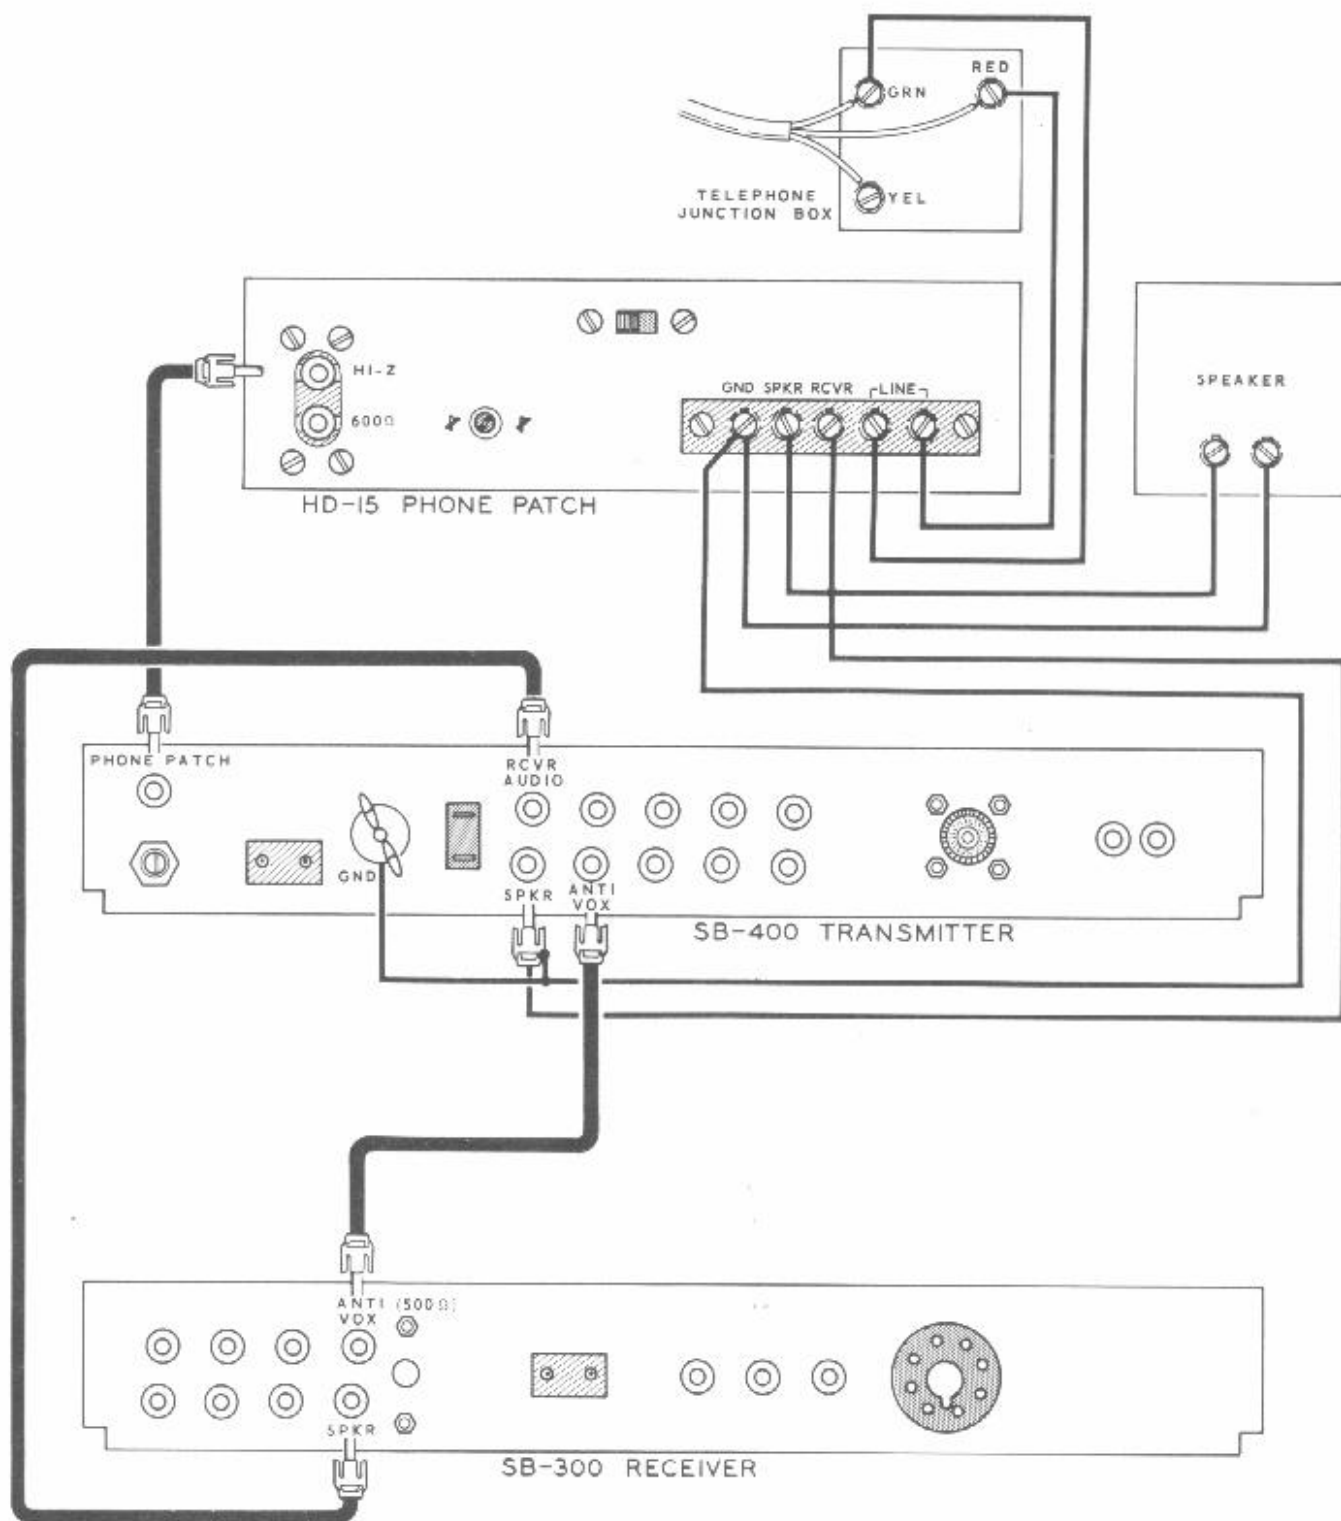 RED
GRN
TELEPHONE
JUNCTION BOX
YEL
HI-Z
600Ω
GND SPKR RCVR LINE
SPEAKER
HD-15 PHONE PATCH
PHONE PATCH
RCVR
AUDIO
GND
SPKR
ANTI
VOX
SB-400 TRANSMITTER
ANTI (500Ω)
VOX
SPKR
SB-300 RECEIVER